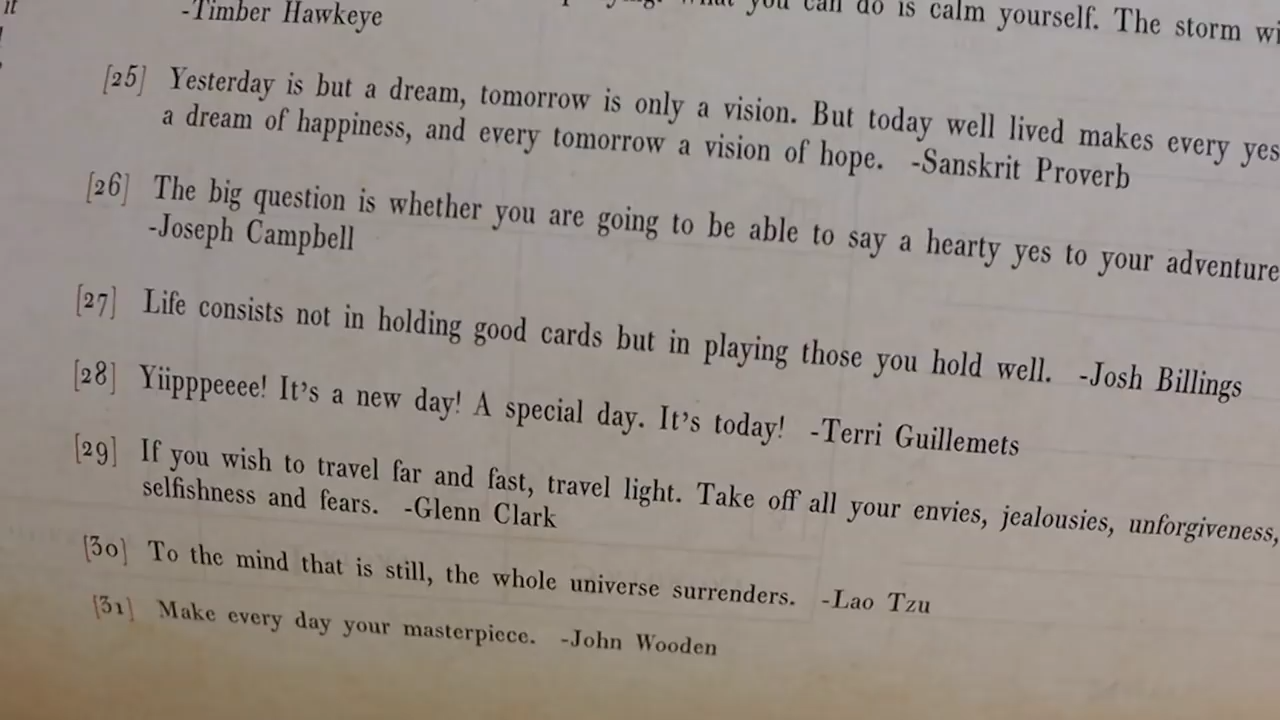 you can do is calm yourself. The storm
-Timber Hawkeye
[25] Yesterday is but a dream, tomorrow is only a vision. But today well lived makes every
a dream of happiness, and every tomorrow a vision of hope. -Sanskrit Proverb
[26] The big question is whether you are going to be able to say a hearty yes to your adventure
-Joseph Campbell
[27] Life consists not in holding good cards but in playing those you hold well. -Josh Billings
[28] Yiipppeeee! It's a new day! A special day. It's today! -Terri Guillemets
[29] If you wish to travel far and fast, travel light. Take off all your envies, jealousies, unforgiveness,
selfishness and fears. -Glenn Clark
[30] To the mind that is still, the whole universe surrenders. -Lao Tzu
[31] Make every day your masterpiece. -John Wooden